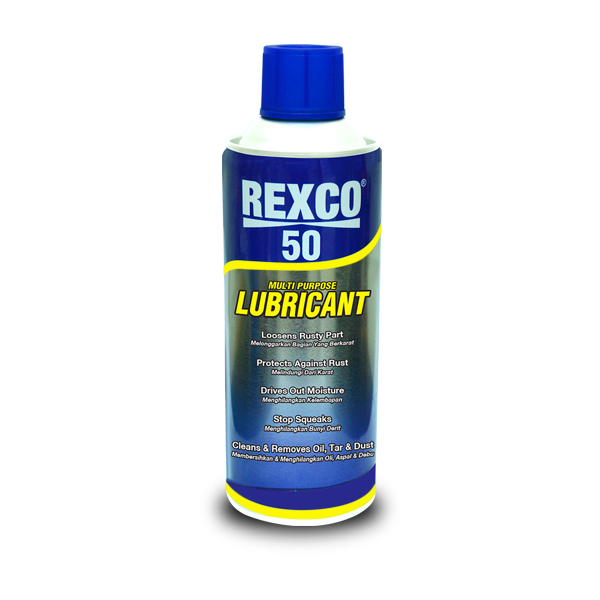 REXCO®
50
MULTI PURPOSE
LUBRICANT
Loosens Rusty Part
Melonggarkan Bagian Yang Berkarat
Protects Against Rust
Melindungi Dari Karat
Drives Out Moisture
Menghilangkan Kelembapan
Stop Squeaks
Menghilangkan Bunyi Derit
Cleans & Removes Oil, Tar & Dust
Membersihkan & Menghilangkan Oli, Aspal & Debu